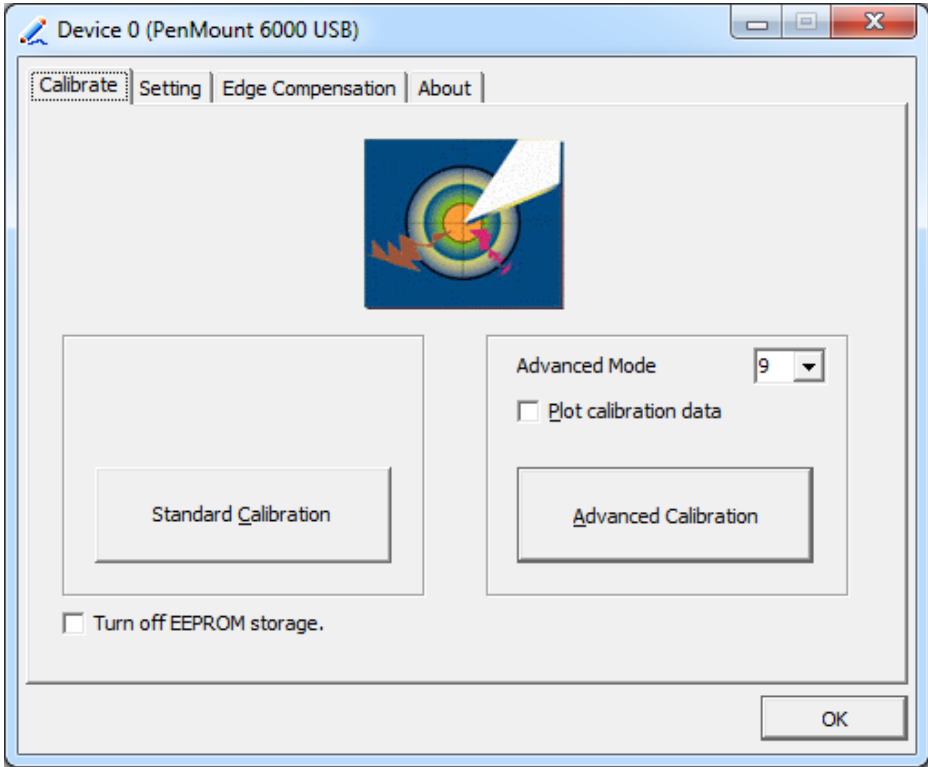 Device 0 (PenMount 6000 USB)
Calibrate Setting Edge Compensation About
Advanced Mode 9
Plot calibration data
Standard Calibration Advanced Calibration
Turn off EEPROM storage.
OK